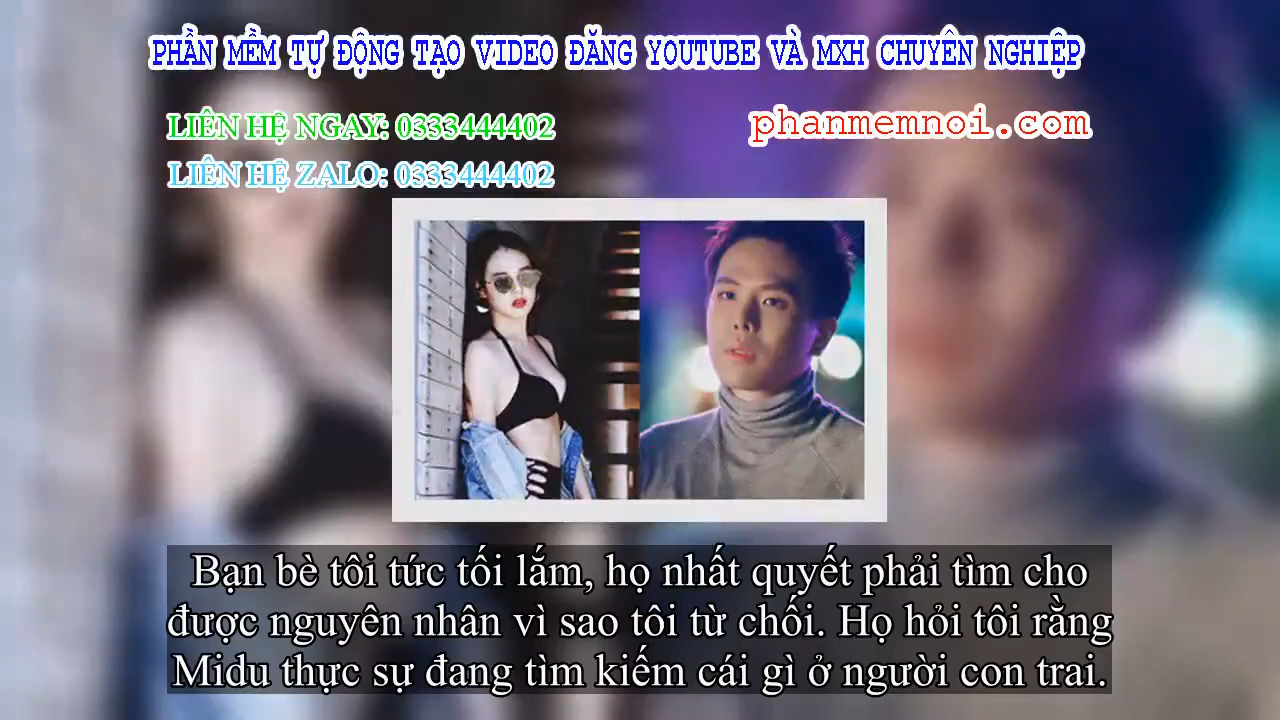 PHẦN MỀM TỰ ĐỘNG TẠO VIDEO ĐĂNG YOUTUBE VÀ MXH CHUYÊN NGHIỆP
LIÊN HỆ NGAY: 0333444402
phanmemnoi.com
LIÊN HỆ ZALO: 0333444402
Bạn bè tôi tức tối lắm, họ nhất quyết phải tìm cho
được nguyên nhân vì sao tôi từ chối. Họ hỏi tôi rằng
Midu thực sự đang tìm kiếm cái gì ở người con trai.